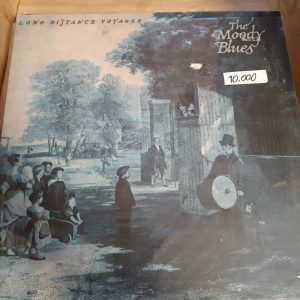 LONG DISTANCE VOYAGER
The
Moody
Blues
10.000